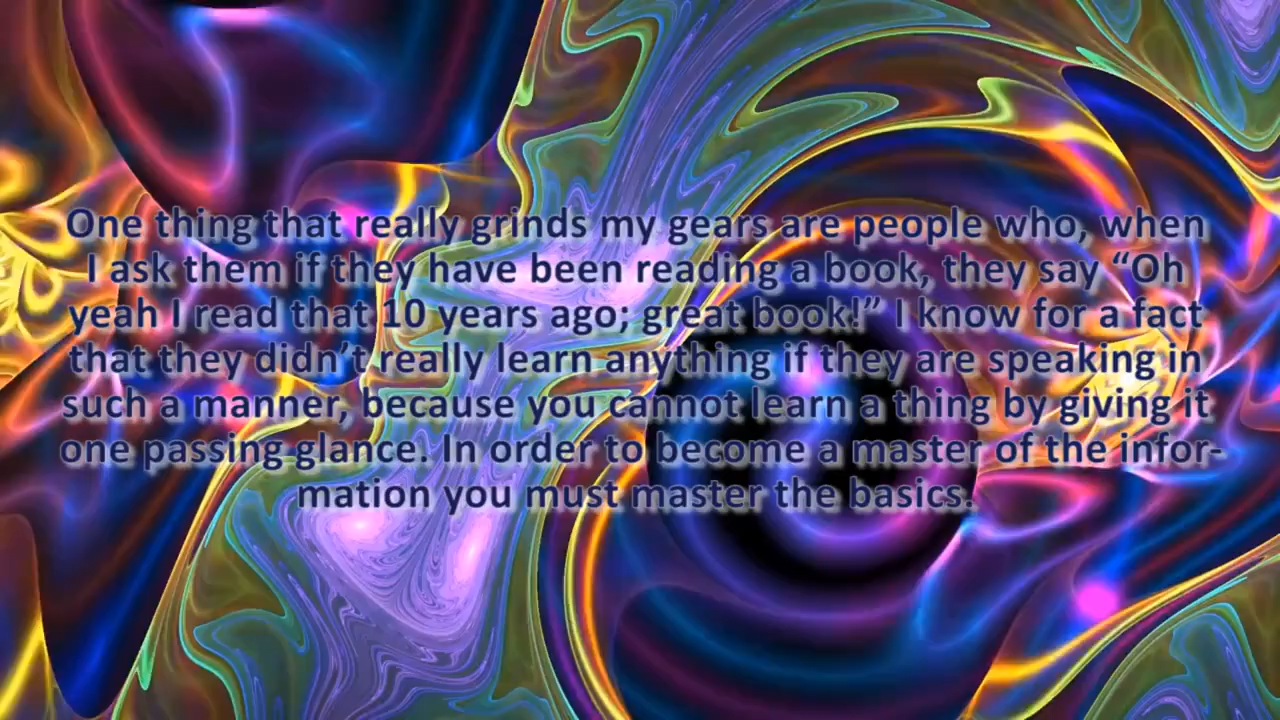 One thing that really grinds my gears are people who, when
I ask them if they have been reading a book, they say “Oh
yeah I read that 10 years ago; great book!” I know for a fact
that they didn’t really learn anything if they are speaking in
such a manner, because you cannot learn a thing by giving it
one passing glance. In order to become a master of the infor-
mation you must master the basics.